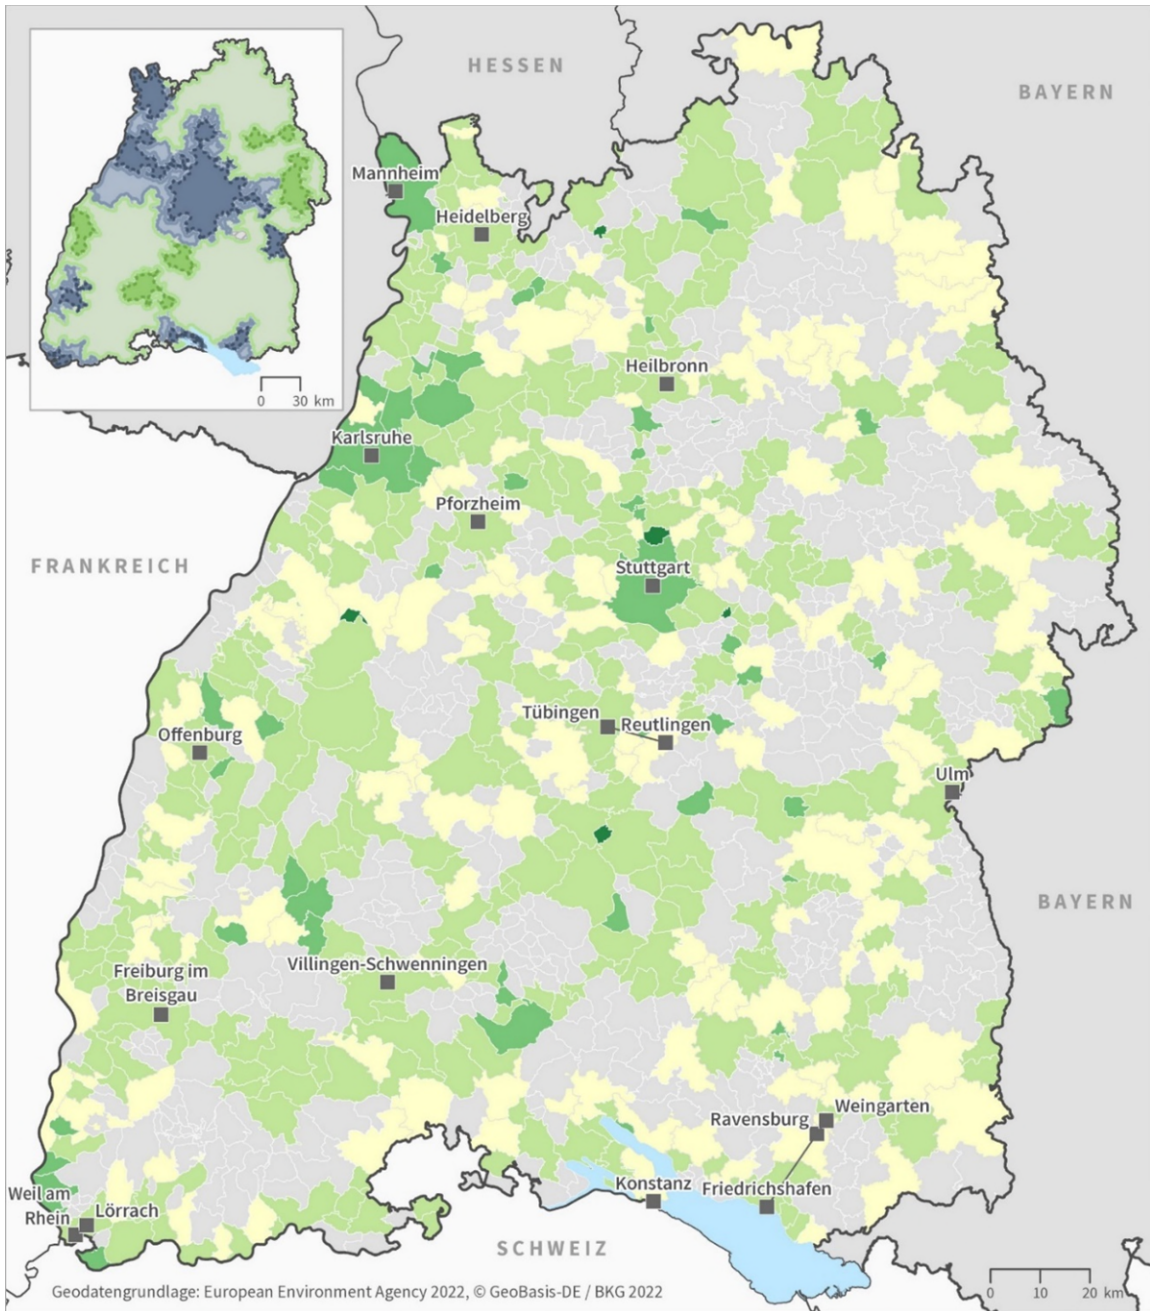 HESSEN
BAYERN
Mannheim
Heidelberg
0 30 km
Heilbronn
Karlsruhe
Pforzheim
FRANKREICH
Stuttgart
Tübingen
Reutlingen
Offenburg
Ulm
BAYERN
Villingen-Schwenningen
Freiburg im
Breisgau
Weingarten
Ravensburg
Konstanz
Friedrichshafen
Weil am
Rhein
Lörrach
SCHWEIZ
Geodatengrundlage: European Environment Agency 2022, © GeoBasis-DE / BKG 2022
0 10 20 km